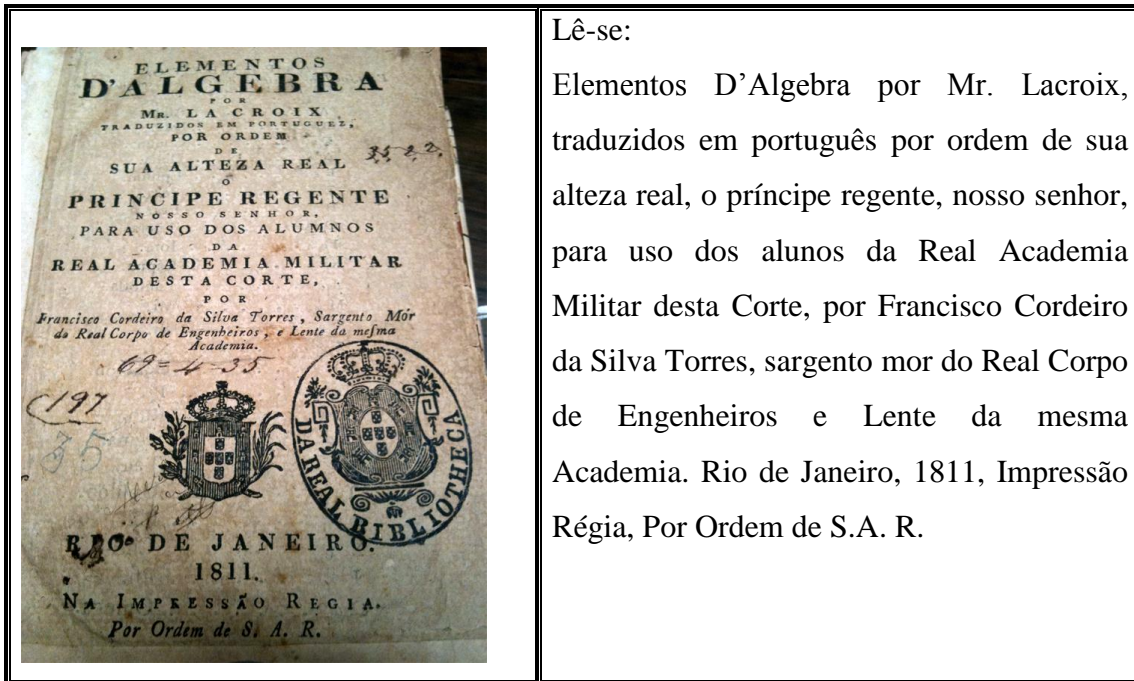 ELEMENTOS
D'ALGEBRA
POR
MR. LA CROIX,
TRADUZIDOS EM PORTUGUEZ,
POR ORDEM
DE
SUA ALTEZA REAL
O
PRINCIPE REGENTE
NOSSO SENHOR,
PARA USO DOS ALUMNOS
DA
REAL ACADEMIA MILITAR
DESTA CORTE,
POR
Francisco Cordeiro da Silva Torres, Sargento Mór
do Real Corpo de Engenheiros, e Lente da mesma
Academia.
69=4-35
(197
35
DA REAL BIBLIOTHECA
RIO DE JANEIRO.
1811.
NA IMPRESSÃO REGIA.
Por Ordem de S. A. R.
Lê-se:
Elementos D'Algebra por Mr. Lacroix,
traduzidos em português por ordem de sua
alteza real, o príncipe regente, nosso senhor,
para uso dos alunos da Real Academia
Militar desta Corte, por Francisco Cordeiro
da Silva Torres, sargento mor do Real Corpo
de Engenheiros e Lente da mesma
Academia. Rio de Janeiro, 1811, Impressão
Régia, Por Ordem de S.A. R.